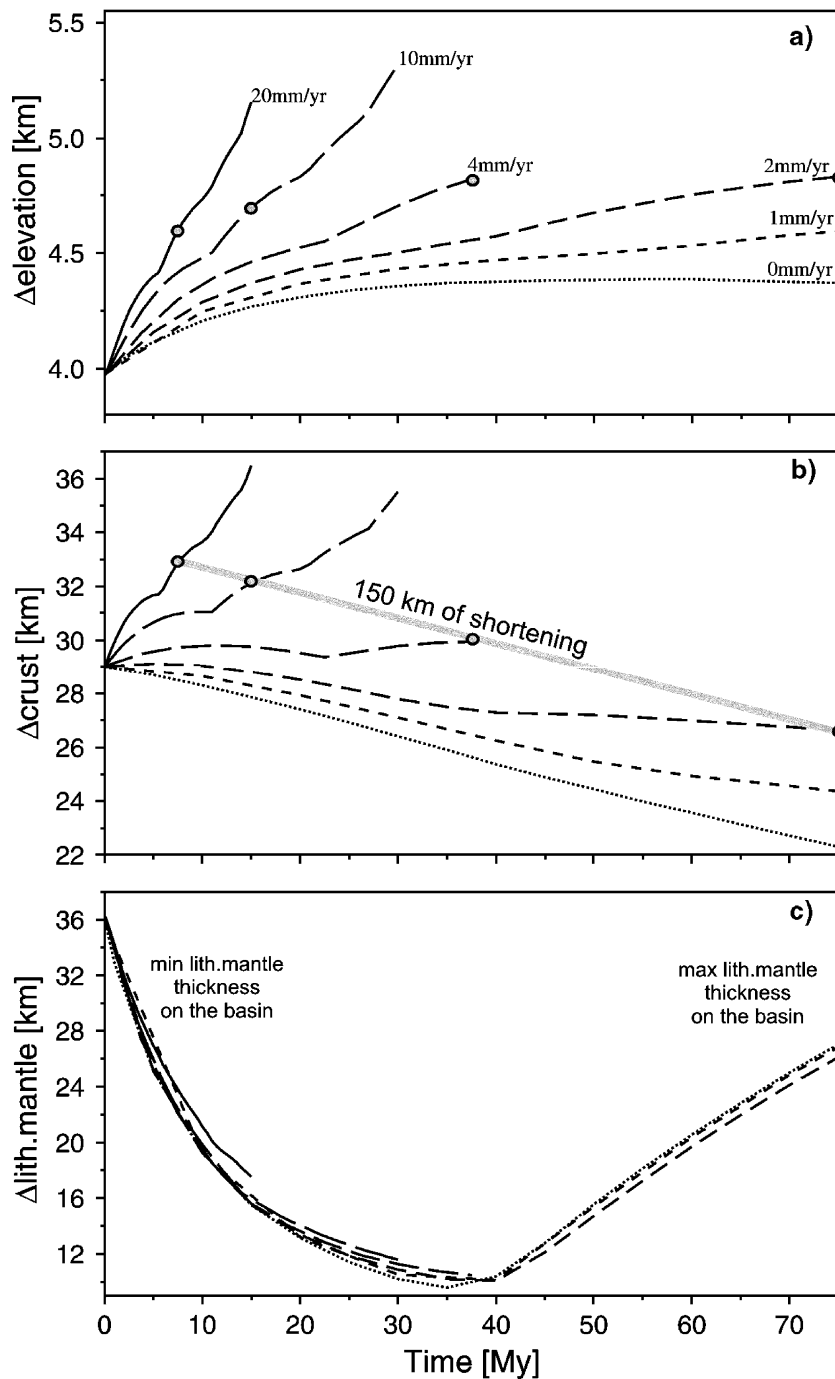 a)
5.5
5.0
4.5
4.0
Δelevation [km]
20mm/yr
10mm/yr
4mm/yr
2mm/yr
1mm/yr
0mm/yr
b)
36
34
32
30
28
26
24
22
Δcrust [km]
150 km of shortening
c)
36
32
28
24
20
16
12
Δlith.mantle [km]
min lith.mantle
thickness
on the basin
max lith.mantle
thickness
on the basin
0 10 20 30 40 50 60 70
Time [My]